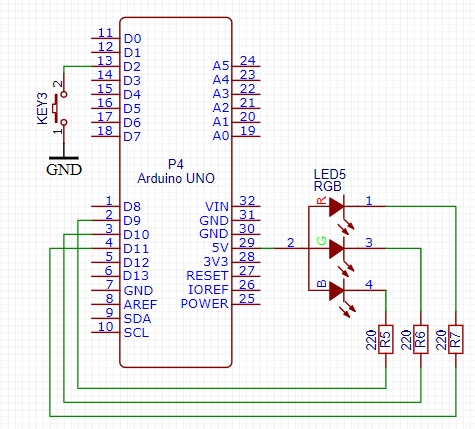 11 D0
12 D1
13 D2 A5 24
14 D3 A4 23
15 D4 A3 22
16 D5 A2 21
17 D6 A1 20
18 D7 A0 19
KEY3
2
1
GND
P4
Arduino UNO
1 D8 VIN 32
2 D9 GND 31
3 D10 GND 30
4 D11 5V 29
5 D12 3V3 28
6 D13 RESET 27
7 GND IOREF 26
8 AREF POWER 25
9 SDA
10 SCL
LED5
RGB
R 1
2 G 3
B 4
220 R5
220 R6
220 R7